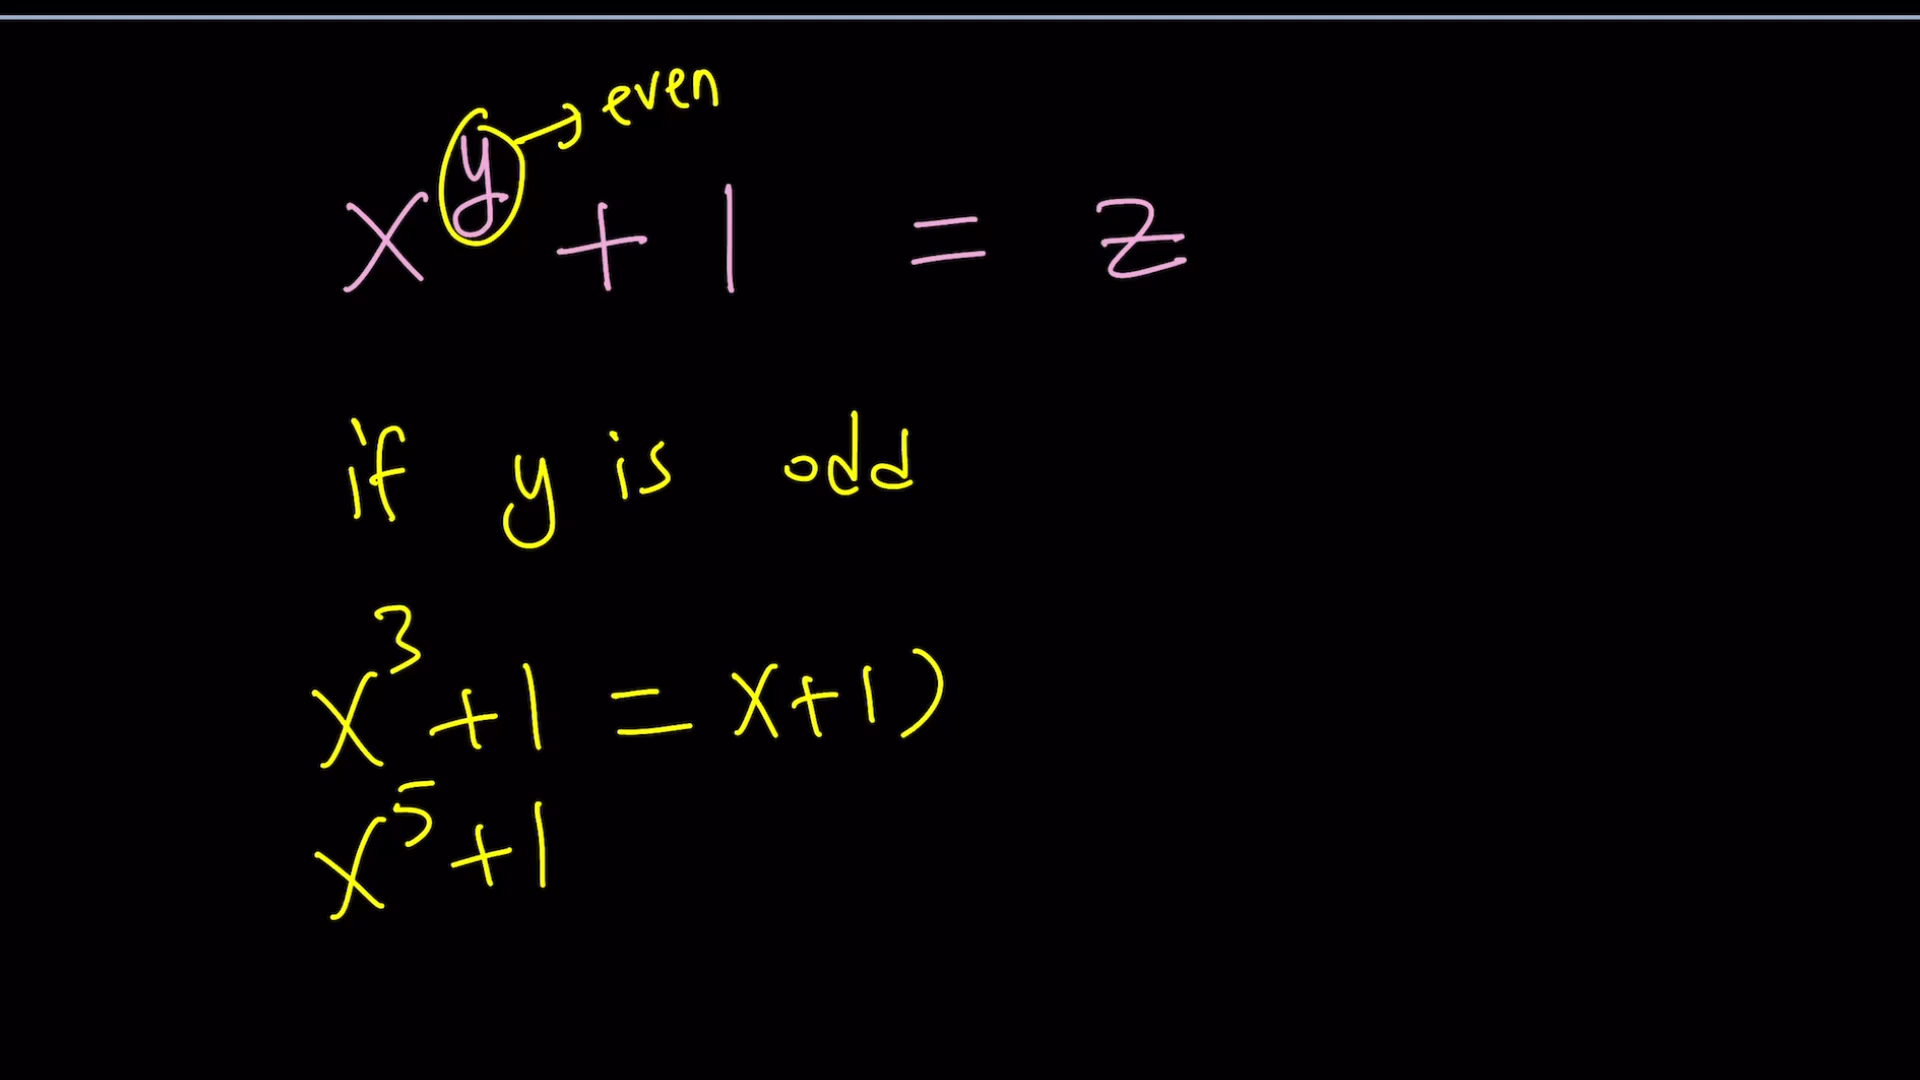 → even
x^y + 1 = z
if y is odd
x^3 + 1 = x+1)
x^5 + 1